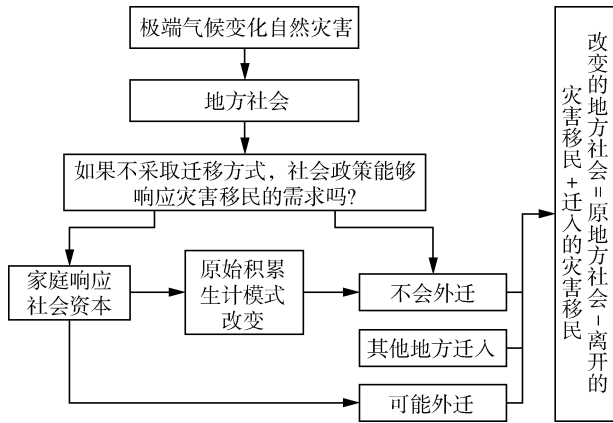 极端气候变化自然灾害
地方社会
如果不采取迁移方式，社会政策能够
响应灾害移民的需求吗?
家庭响应
社会资本
原始积累
生计模式
改变
不会外迁
其他地方迁入
可能外迁
改变的地方社会=原地方社会-离开的
灾害移民+迁入的灾害移民